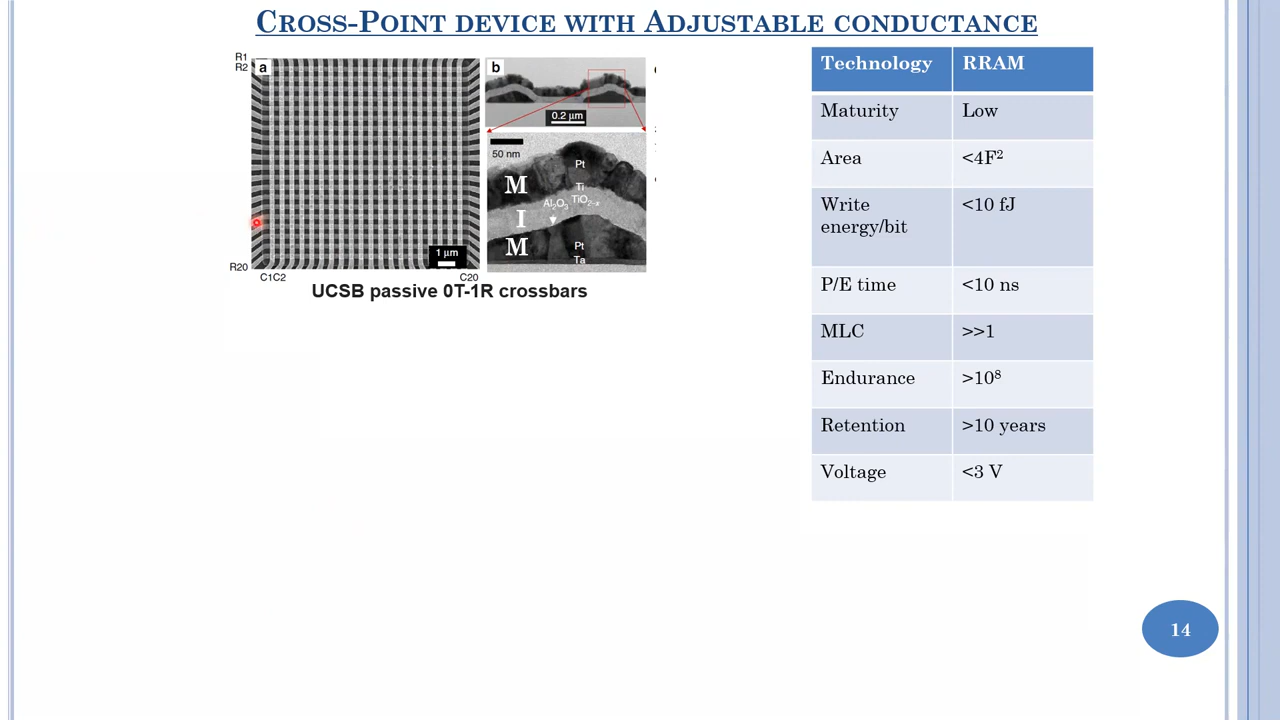 CROSS-POINT DEVICE WITH ADJUSTABLE CONDUCTANCE
R1
R2
a
R20
C1C2
C20
1 μm
b
0.2 μm
50 nm
Pt
M
Ti
Al2O3 TiO2-x
I
M
Pt
Ta
UCSB passive 0T-1R crossbars
Technology RRAM
Maturity Low
Area <4F²
Write energy/bit <10 fJ
P/E time <10 ns
MLC >>1
Endurance >10⁸
Retention >10 years
Voltage <3 V
14